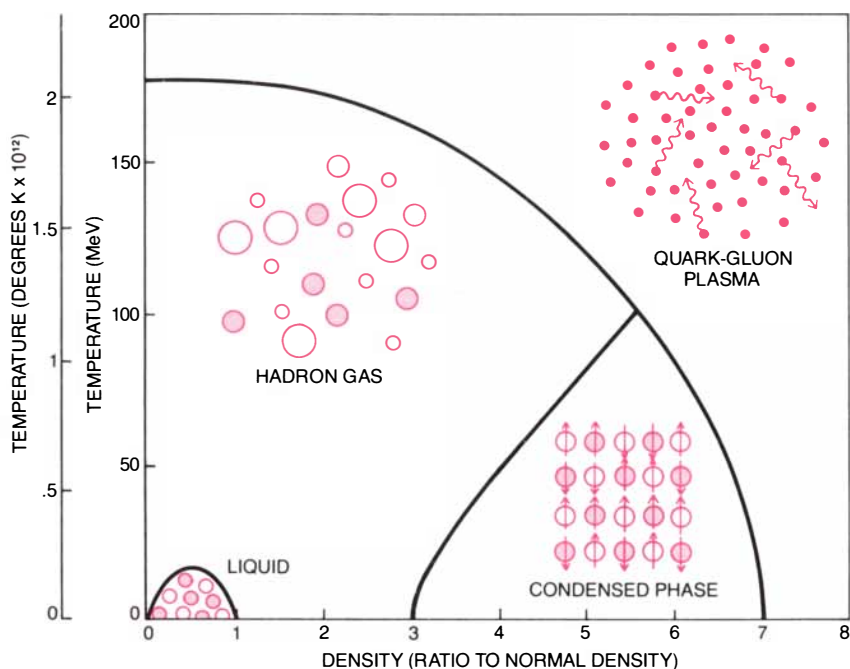 TEMPERATURE (DEGREES K x 10¹²)
2
1.5
1
.5
0
TEMPERATURE (MeV)
200
150
100
50
0
QUARK-GLUON
PLASMA
HADRON GAS
LIQUID
CONDENSED PHASE
0 1 2 3 4 5 6 7 8
DENSITY (RATIO TO NORMAL DENSITY)